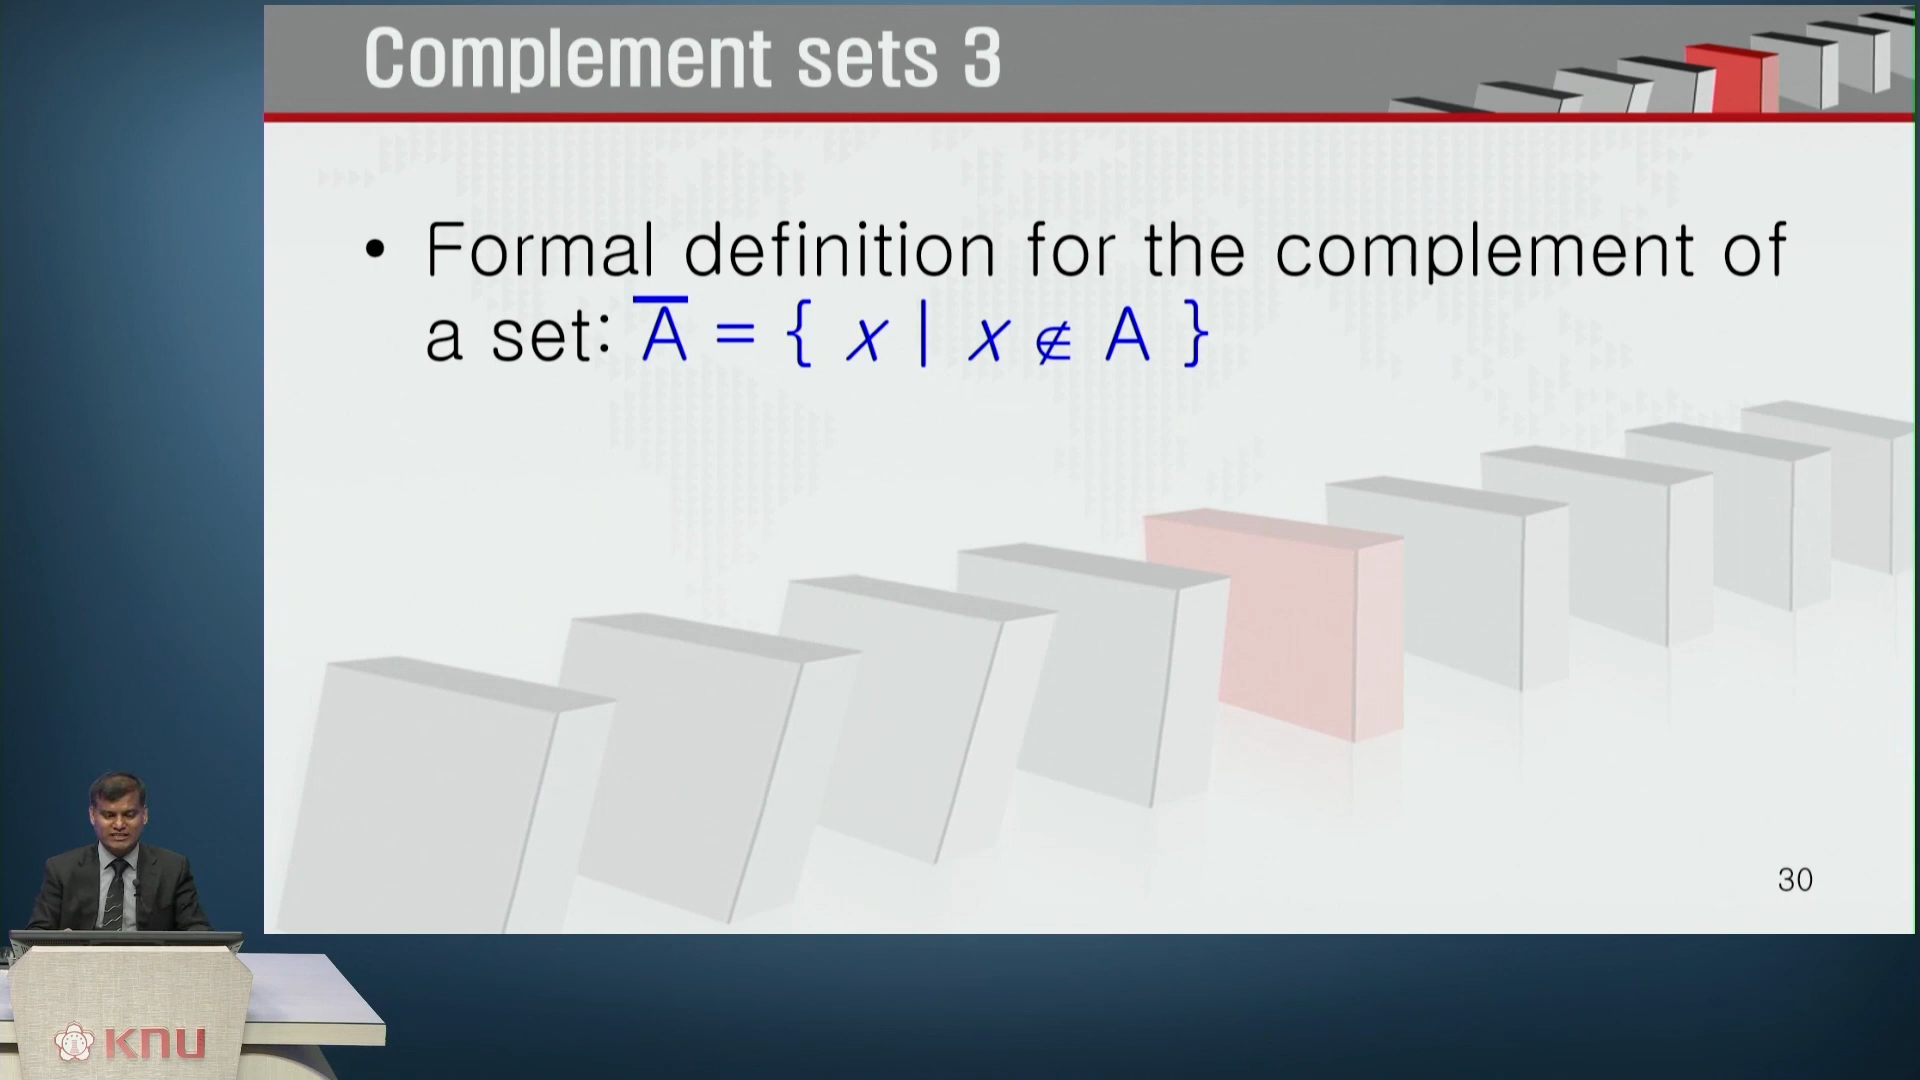 Complement sets 3
• Formal definition for the complement of
a set: A̅ = { x | x ∉ A }
30
KNU